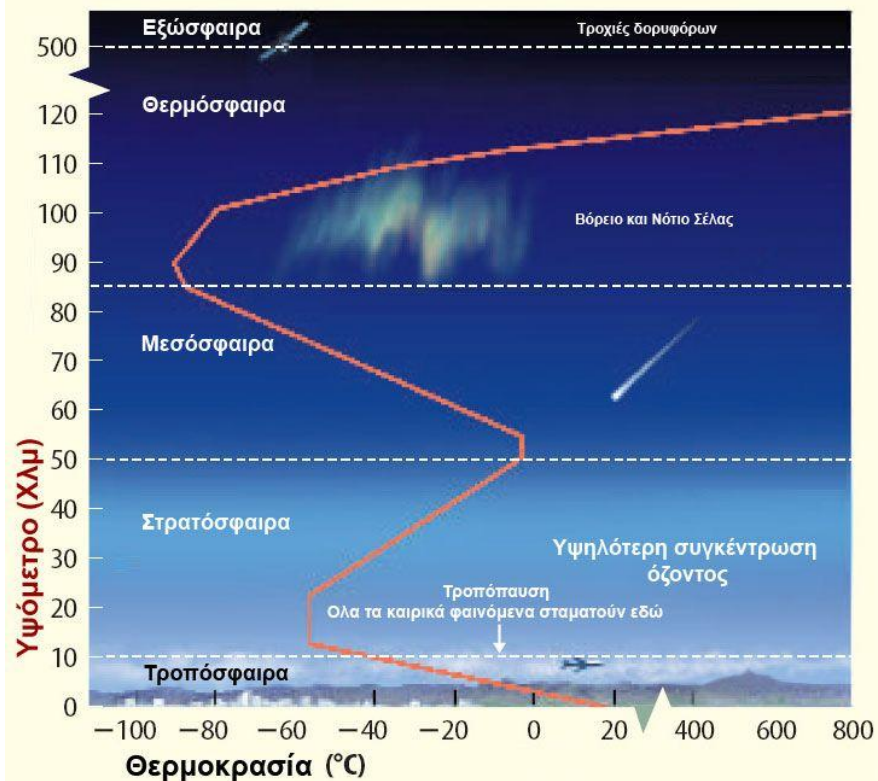 Εξώσφαιρα
Τροχιές δορυφόρων
500
Θερμόσφαιρα
120
110
100
Βόρειο και Νότιο Σέλας
90
80
Μεσόσφαιρα
70
60
50
40
Στρατόσφαιρα
Υψηλότερη συγκέντρωση
όζοντος
30
20
Τροπόπαυση
Ολα τα καιρικά φαινόμενα σταματούν εδώ
10
Τροπόσφαιρα
0
Υψόμετρο (Χλμ)
−100 −80 −60 −40 −20 0 20 400 600 800
Θερμοκρασία (°C)